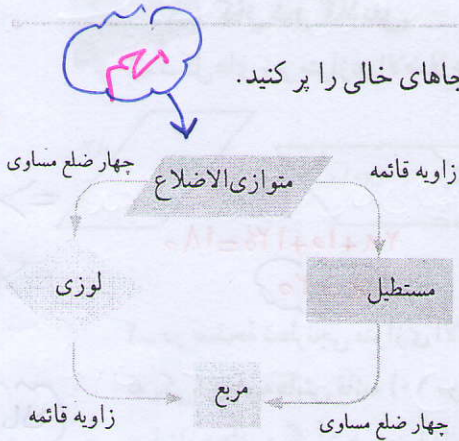 مهم
جاهای خالی را پر کنید.
چهار ضلع مساوی
متوازی‌الاضلاع
زاویه قائمه
لوزی
مستطیل
مربع
زاویه قائمه
چهار ضلع مساوی